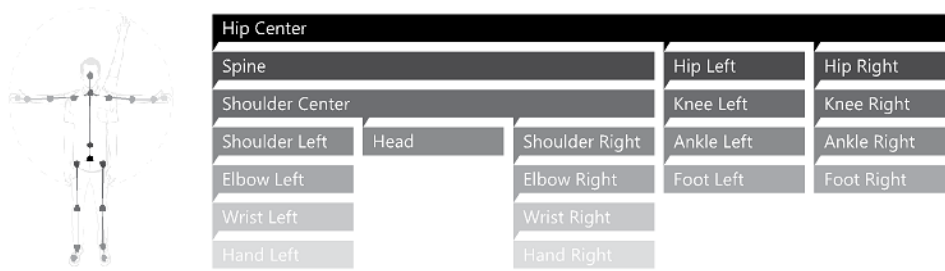 Hip Center
Spine Hip Left Hip Right
Shoulder Center Knee Left Knee Right
Shoulder Left Head Shoulder Right Ankle Left Ankle Right
Elbow Left Elbow Right Foot Left Foot Right
Wrist Left Wrist Right
Hand Left Hand Right